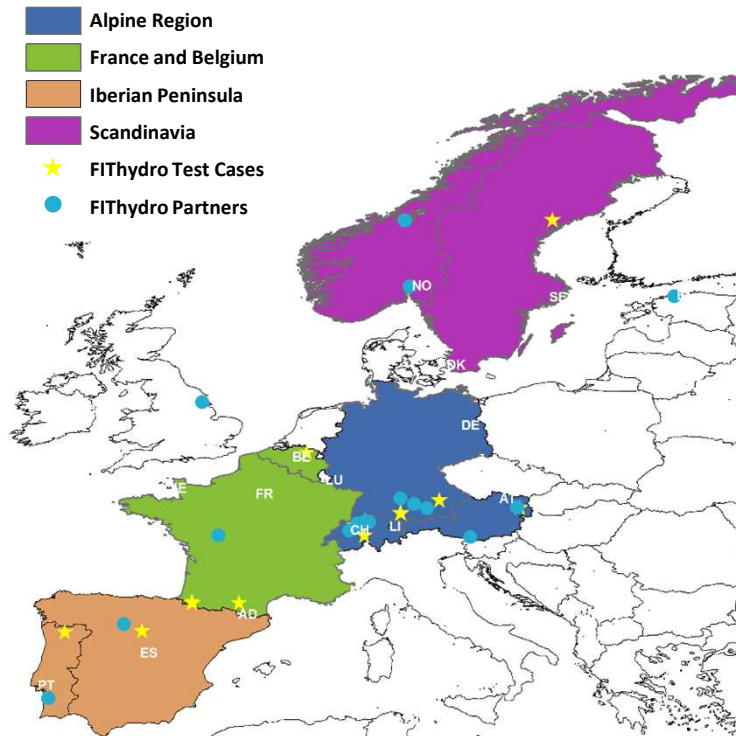 Alpine Region
France and Belgium
Iberian Peninsula
Scandinavia
FIThydro Test Cases
FIThydro Partners
NO
SE
DK
DE
BE
LU
FR
AT
LI
CH
AD
ES
PT